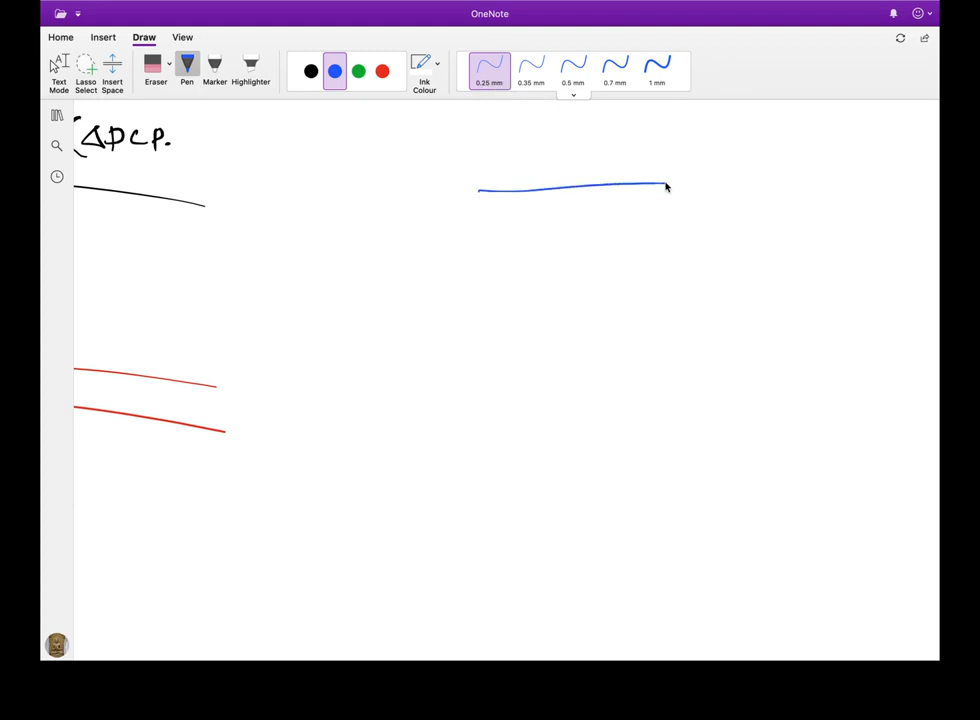 OneNote
Home Insert Draw View
Text Mode
Lasso Select
Insert Space
Eraser
Pen
Marker
Highlighter
Ink Colour
0.25 mm
0.35 mm
0.5 mm
0.7 mm
1 mm
(ΔDCP.